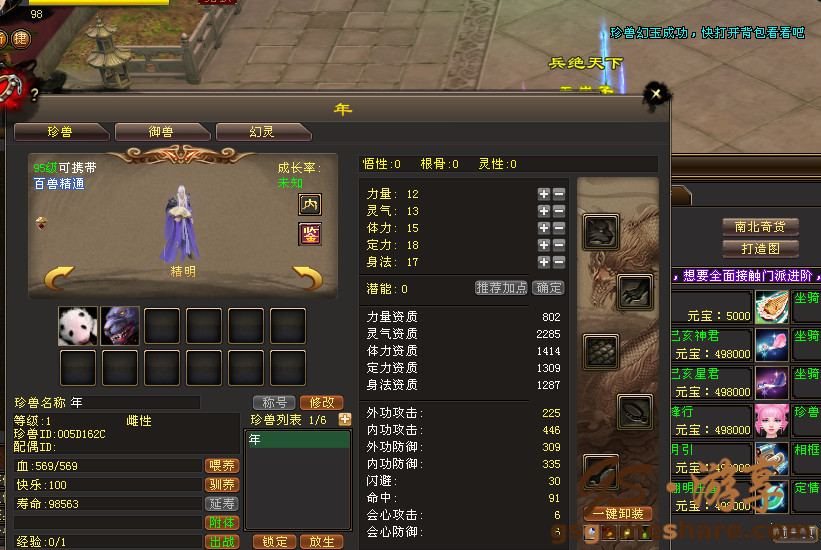 98
珍兽幻玉成功，快打开背包看看吧
兵绝天下
捷
?
年
珍兽
御兽
幻灵
95级可携带
百兽精通
成长率:
未知
内
鉴
精明
悟性:0 根骨:0 灵性:0
力量: 12
灵气: 13
体力: 15
定力: 18
身法: 17
潜能: 0
推荐加点
确定
力量资质 802
灵气资质 2285
体力资质 1414
定力资质 1309
身法资质 1287
外功攻击: 225
内功攻击: 446
外功防御: 309
内功防御: 335
闪避: 30
命中: 91
会心攻击: 6
会心防御:
珍兽名称 年
称号
修改
等级:1 雌性
珍兽ID:005D162C
配偶ID:
珍兽列表 1/6
年
血:569/569
喂养
快乐:100
驯养
寿命:98563
延寿
附体
经验:0/1
出战
锁定
放生
一键卸装
南北奇货
打造图
，想要全面接触门派进阶，
元宝: 5000
坐骑
己亥神君
元宝: 498000
坐骑
己亥星君
元宝: 498000
坐骑
降行
元宝: 498000
珍兽
月引
元宝: 498000
相框
元宝: 498000
定情
游享